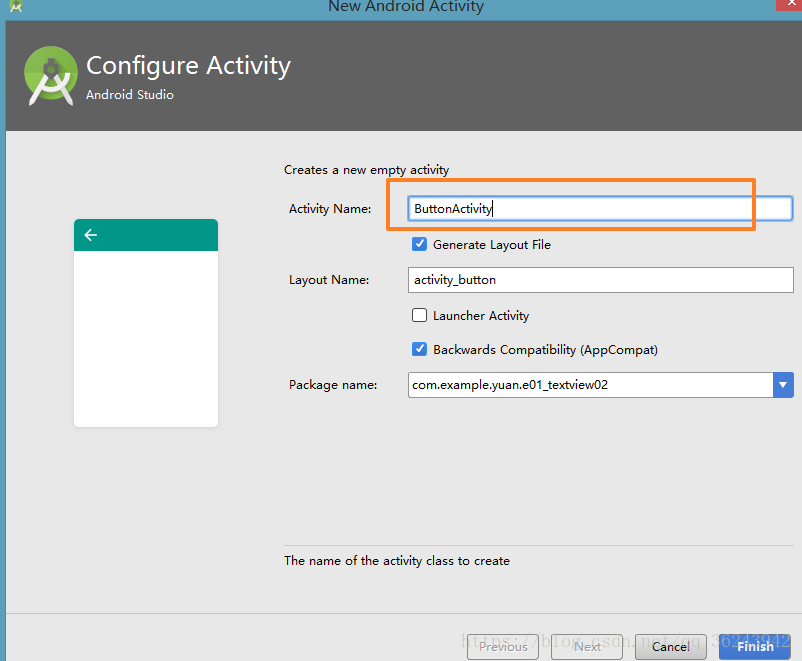 New Android Activity
Configure Activity
Android Studio
Creates a new empty activity
Activity Name: ButtonActivity
Generate Layout File
Layout Name: activity_button
Launcher Activity
Backwards Compatibility (AppCompat)
Package name: com.example.yuan.e01_textview02
The name of the activity class to create
https://blog.csdn.net/qq_36243942
Previous Next Cancel Finish